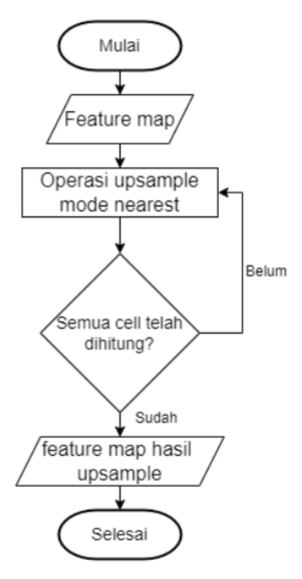 Mulai
Feature map
Operasi upsample
mode nearest
Belum
Semua cell telah
dihitung?
Sudah
feature map hasil
upsample
Selesai